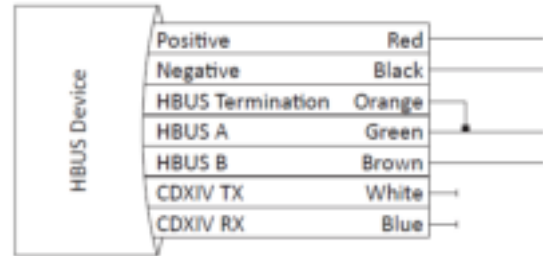 HBUS Device
Positive Red
Negative Black
HBUS Termination Orange
HBUS A Green
HBUS B Brown
CDXIV TX White
CDXIV RX Blue